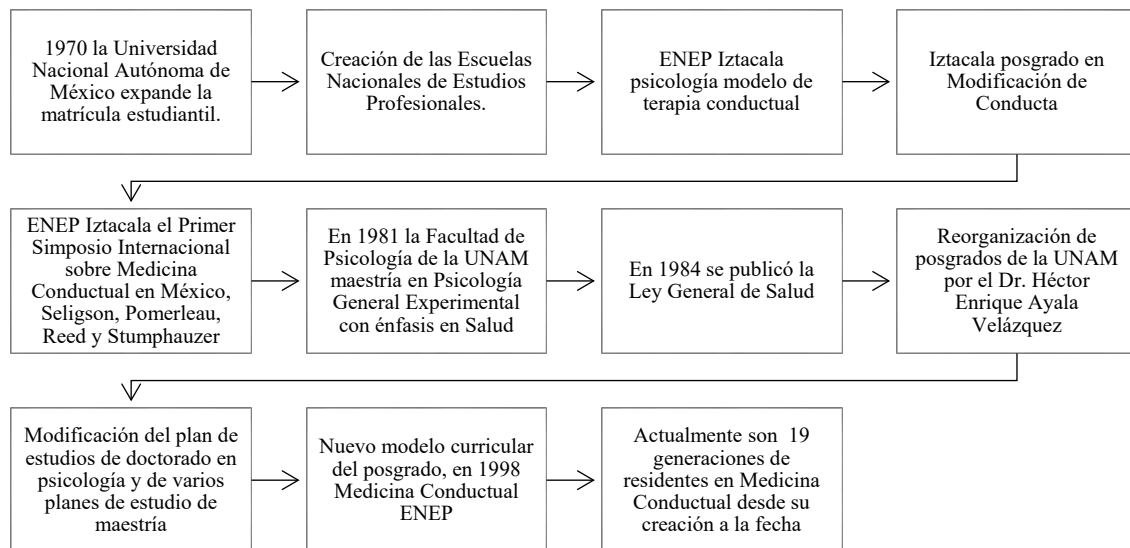 1970 la Universidad
Nacional Autónoma de
México expande la
matrícula estudiantil.
Creación de las Escuelas
Nacionales de Estudios
Profesionales.
ENEP Iztacala
psicología modelo de
terapia conductual
Iztacala posgrado en
Modificación de
Conducta
ENEP Iztacala el Primer
Simposio Internacional
sobre Medicina
Conductual en México,
Seligson, Pomerleau,
Reed y Stumphauzer
En 1981 la Facultad de
Psicología de la UNAM
maestría en Psicología
General Experimental
con énfasis en Salud
En 1984 se publicó la
Ley General de Salud
Reorganización de
posgrados de la UNAM
por el Dr. Héctor
Enrique Ayala
Velázquez
Modificación del plan de
estudios de doctorado en
psicología y de varios
planes de estudio de
maestría
Nuevo modelo curricular
del posgrado, en 1998
Medicina Conductual
ENEP
Actualmente son 19
generaciones de
residentes en Medicina
Conductual desde su
creación a la fecha